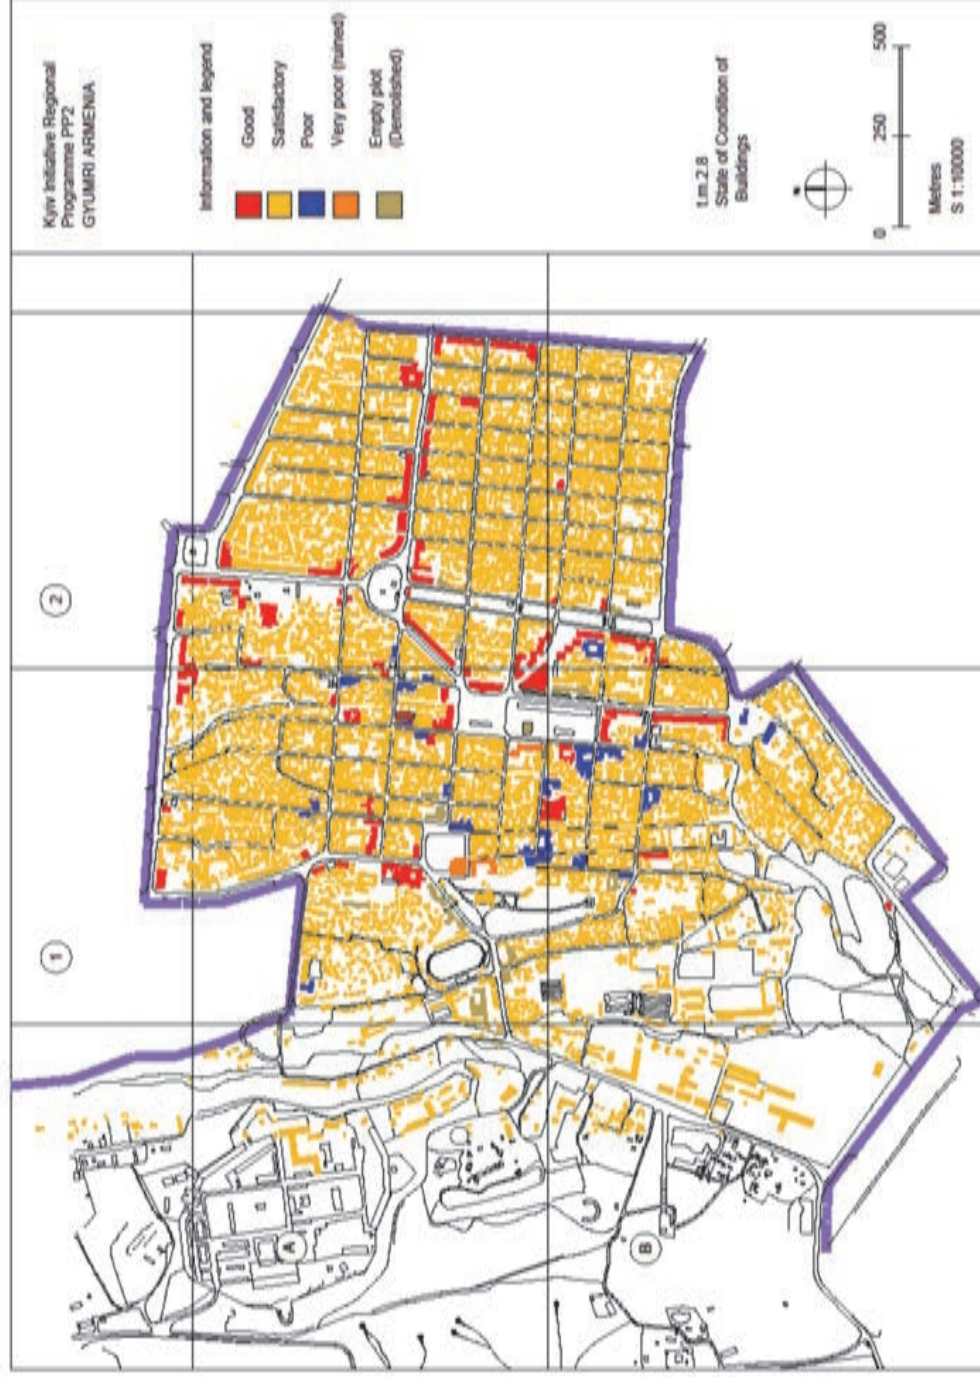 Kyiv Initiative Regional
Programme PP2
GYUMRI ARMENIA
Information and legend
Good
Satisfactory
Poor
Very poor (ruined)
Empty plot
(Demolished)
1.m.2.8
State of Condition of
Buildings
0 250 500
Metres
S 1:10000
1
2
A
B